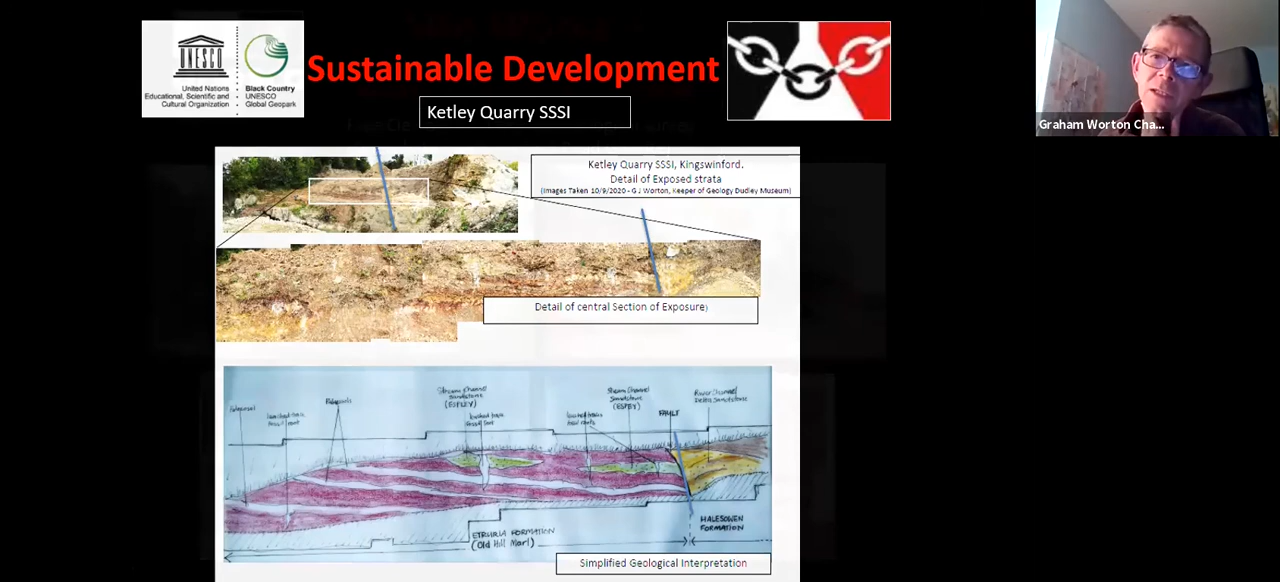 UNESCO
United Nations
Educational, Scientific and
Cultural Organization
Black Country
UNESCO
Global Geopark
Sustainable Development
Ketley Quarry SSSI
Graham Worton Cha...
Ketley Quarry SSSI, Kingswinford.
Detail of Exposed strata
(Images Taken 10/9/2020 - G J Worton, Keeper of Geology Dudley Museum)
Detail of central Section of Exposure)
Stream Channel
Sandstone
(ESPLEY)
Stream Channel
Sandstone
(ESPEY)
River Channel
Delta Sandstone
Palaeosols
FAULT
ETRURIA FORMATION
(Old Hill Marl)
HALESOWEN
FORMATION
Simplified Geological Interpretation